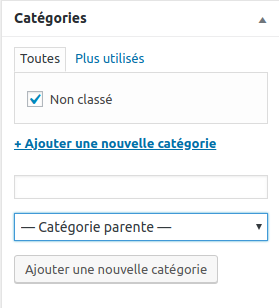 Catégories
Toutes Plus utilisés
Non classé
+ Ajouter une nouvelle catégorie
— Catégorie parente —
Ajouter une nouvelle catégorie